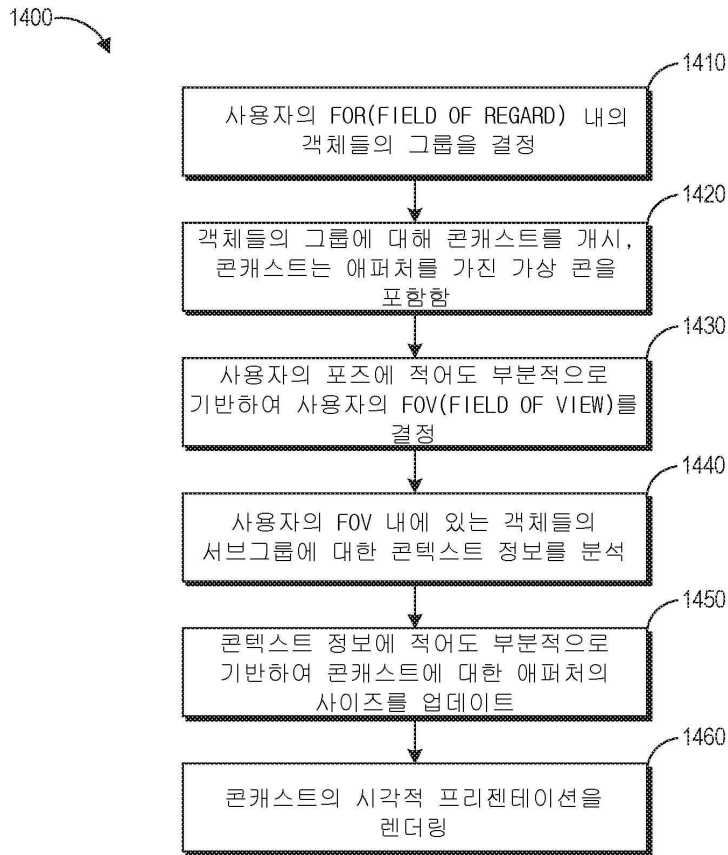 1400
1410
사용자의 FOR(FIELD OF REGARD) 내의
객체들의 그룹을 결정
1420
객체들의 그룹에 대해 콘캐스트를 개시,
콘캐스트는 애퍼처를 가진 가상 콘을
포함함
1430
사용자의 포즈에 적어도 부분적으로
기반하여 사용자의 FOV(FIELD OF VIEW)를
결정
1440
사용자의 FOV 내에 있는 객체들의
서브그룹에 대한 콘텍스트 정보를 분석
1450
콘텍스트 정보에 적어도 부분적으로
기반하여 콘캐스트에 대한 애퍼처의
사이즈를 업데이트
1460
콘캐스트의 시각적 프리젠테이션을
렌더링